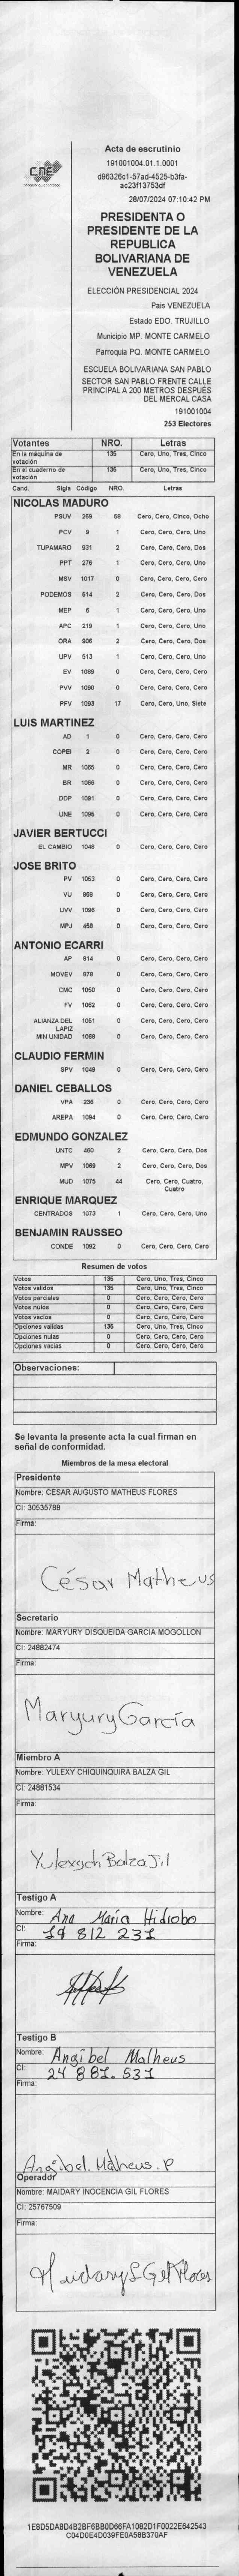 Acta de escrutinio
191001004.01.1.0001
d96326c1-57ad-4525-b3fa-
ac23f13753df
28/07/2024 07:10:42 PM
CNE
PRESIDENTA O
PRESIDENTE DE LA
REPUBLICA
BOLIVARIANA DE
VENEZUELA
ELECCIÓN PRESIDENCIAL 2024
Pais VENEZUELA
Estado EDO. TRUJILLO
Municipio MP. MONTE CARMELO
Parroquia PQ. MONTE CARMELO
ESCUELA BOLIVARIANA SAN PABLO
SECTOR SAN PABLO FRENTE CALLE
PRINCIPAL A 200 METROS DESPUÉS
DEL MERCAL CASA
191001004
253 Electores
Votantes NRO. Letras
En la máquina de votación 135 Cero, Uno, Tres, Cinco
En el cuaderno de votación 135 Cero, Uno, Tres, Cinco
Cand. Sigla Código NRO. Letras
NICOLAS MADURO
PSUV 269 58 Cero, Cero, Cinco, Ocho
PCV 9 1 Cero, Cero, Cero, Uno
TUPAMARO 931 2 Cero, Cero, Cero, Dos
PPT 276 1 Cero, Cero, Cero, Uno
MSV 1017 0 Cero, Cero, Cero, Cero
PODEMOS 514 2 Cero, Cero, Cero, Dos
MEP 6 1 Cero, Cero, Cero, Uno
APC 219 1 Cero, Cero, Cero, Uno
ORA 906 2 Cero, Cero, Cero, Dos
UPV 513 1 Cero, Cero, Cero, Uno
EV 1089 0 Cero, Cero, Cero, Cero
PVV 1090 0 Cero, Cero, Cero, Cero
PFV 1093 17 Cero, Cero, Uno, Siete
LUIS MARTINEZ
AD 1 0 Cero, Cero, Cero, Cero
COPEI 2 0 Cero, Cero, Cero, Cero
MR 1065 0 Cero, Cero, Cero, Cero
BR 1086 0 Cero, Cero, Cero, Cero
DDP 1091 0 Cero, Cero, Cero, Cero
UNE 1095 0 Cero, Cero, Cero, Cero
JAVIER BERTUCCI
EL CAMBIO 1048 0 Cero, Cero, Cero, Cero
JOSE BRITO
PV 1053 0 Cero, Cero, Cero, Cero
VU 868 0 Cero, Cero, Cero, Cero
UVV 1096 0 Cero, Cero, Cero, Cero
MPJ 458 0 Cero, Cero, Cero, Cero
ANTONIO ECARRI
AP 814 0 Cero, Cero, Cero, Cero
MOVEV 878 0 Cero, Cero, Cero, Cero
CMC 1050 0 Cero, Cero, Cero, Cero
FV 1062 0 Cero, Cero, Cero, Cero
ALIANZA DEL LAPIZ 1051 0 Cero, Cero, Cero, Cero
MIN UNIDAD 1068 0 Cero, Cero, Cero, Cero
CLAUDIO FERMIN
SPV 1049 0 Cero, Cero, Cero, Cero
DANIEL CEBALLOS
VPA 236 0 Cero, Cero, Cero, Cero
AREPA 1094 0 Cero, Cero, Cero, Cero
EDMUNDO GONZALEZ
UNTC 460 2 Cero, Cero, Cero, Dos
MPV 1069 2 Cero, Cero, Cero, Dos
MUD 1075 44 Cero, Cero, Cuatro, Cuatro
ENRIQUE MARQUEZ
CENTRADOS 1073 1 Cero, Cero, Cero, Uno
BENJAMIN RAUSSEO
CONDE 1092 0 Cero, Cero, Cero, Cero
Resumen de votos
Votos 135 Cero, Uno, Tres, Cinco
Votos validos 135 Cero, Uno, Tres, Cinco
Votos parciales 0 Cero, Cero, Cero, Cero
Votos nulos 0 Cero, Cero, Cero, Cero
Votos vacios 0 Cero, Cero, Cero, Cero
Opciones validas 135 Cero, Uno, Tres, Cinco
Opciones nulas 0 Cero, Cero, Cero, Cero
Opciones vacias 0 Cero, Cero, Cero, Cero
Observaciones:
Se levanta la presente acta la cual firman en
señal de conformidad.
Miembros de la mesa electoral
Presidente
Nombre: CESAR AUGUSTO MATHEUS FLORES
CI: 30535788
Firma:
César Matheus
Secretario
Nombre: MARYURY DISQUEIDA GARCIA MOGOLLON
CI: 24882474
Firma:
Maryury García
Miembro A
Nombre: YULEXY CHIQUINQUIRA BALZA GIL
CI: 24881534
Firma:
Testigo A
Nombre: Ana María Hidrobo
CI: 19 812 231
Firma:
Testigo B
Nombre: Angibel Matheus
CI: 24 881. 531
Firma:
Angibel. Matheus. P
Operador
Nombre: MAIDARY INOCENCIA GIL FLORES
CI: 25767509
Firma:
1E8D5DA8D4B2BF6BB0D66FA1082D1F0022E642543
C04D0E4D039FE0A58B370AF